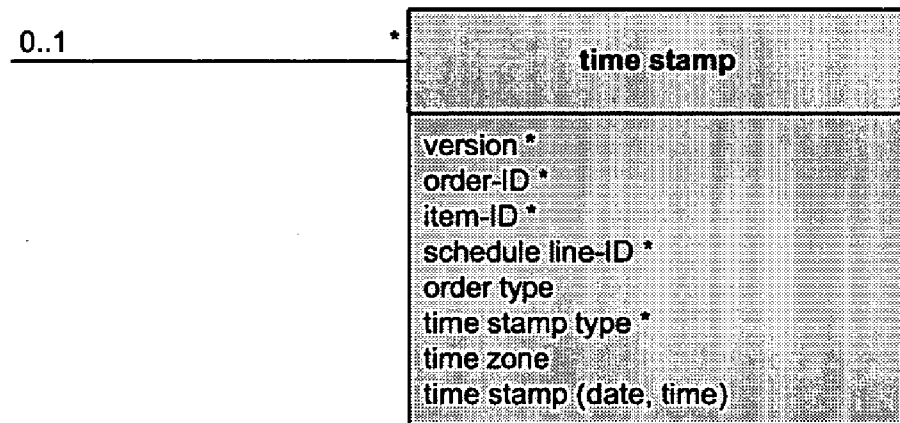 0..1 *
time stamp
version *
order-ID *
item-ID *
schedule line-ID *
order type
time stamp type *
time zone
time stamp (date, time)